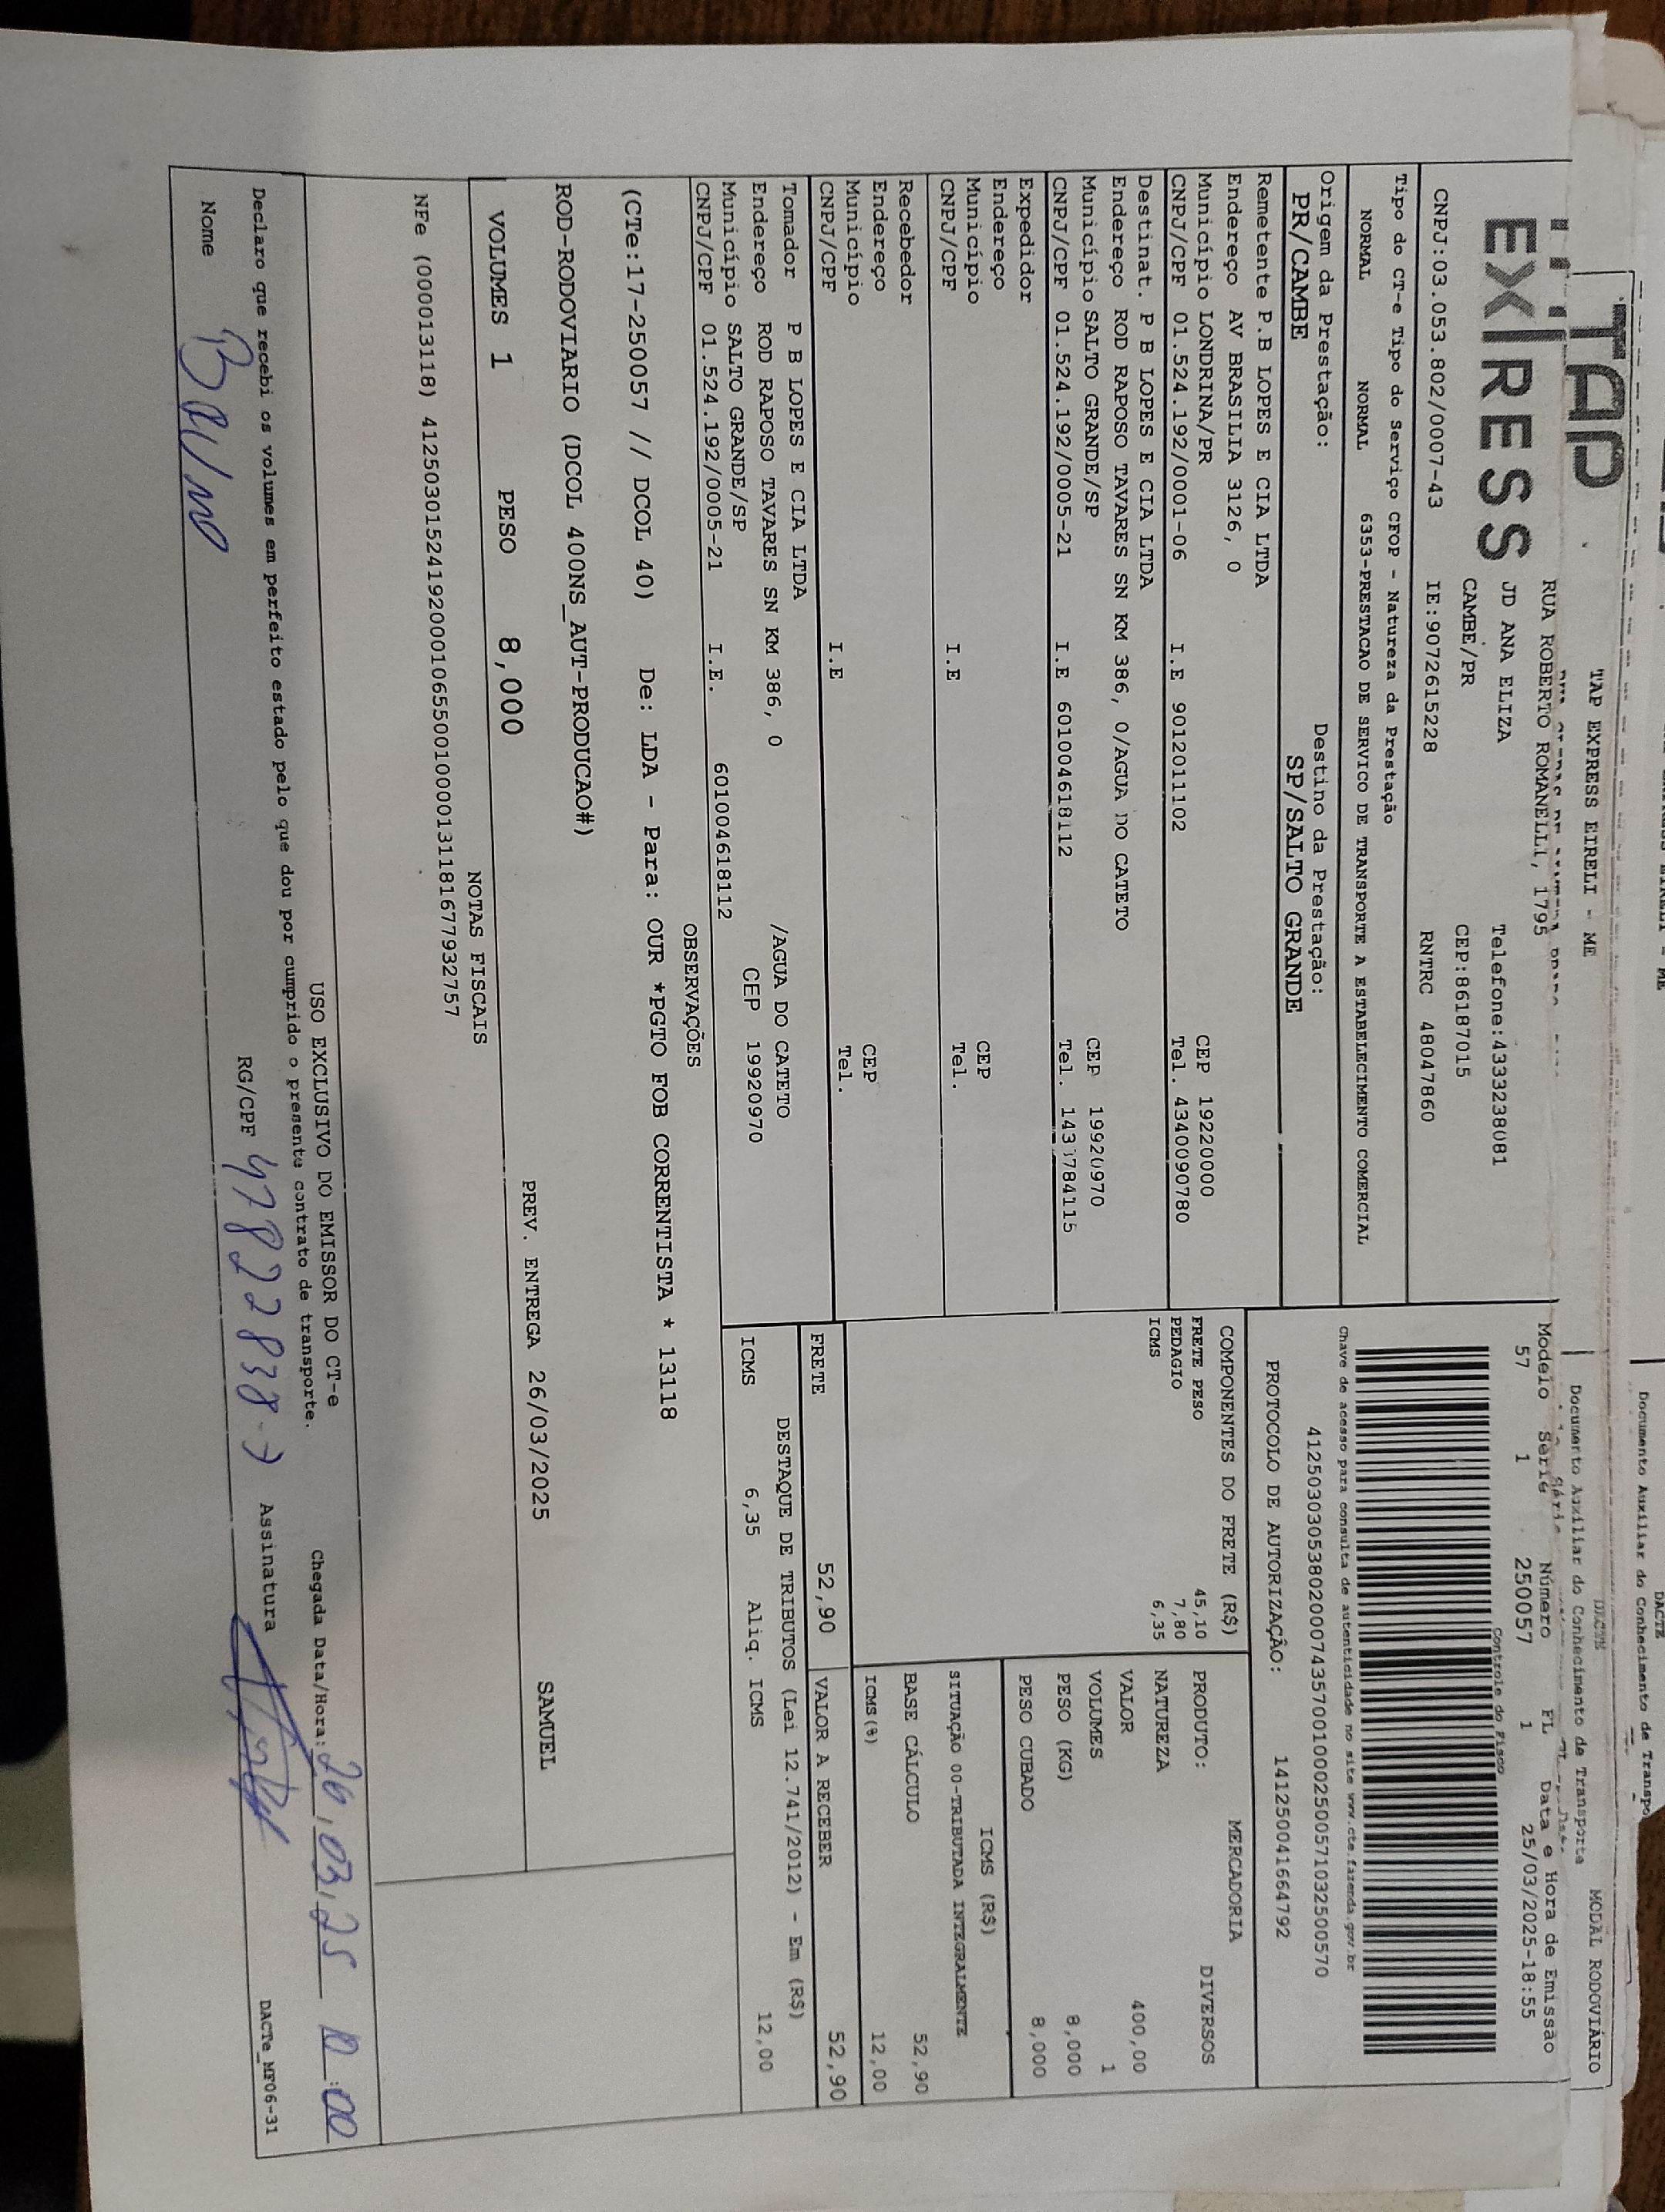 DACTE
Documento Auxiliar do Conhecimento de Transpo
DACTE
Documento Auxiliar do Conhecimento de Transporte
MODAL RODOVIÁRIO
TAP
EXPRESS
TAP EXPRESS EIRELI - ME
RUA ROBERTO ROMANELLI, 1795
JD ANA ELIZA Telefone:4333238081
CAMBE/PR CEP:86187015
CNPJ:03.053.802/0007-43 IE:9072615228 RNTRC 48047860
Modelo Série Número FL Data e Hora de Emissão
57 1 250057 1 25/03/2025-18:55
Controle do Fisco
Chave de acesso para consulta de autenticidade no site www.cte.fazenda.gov.br
41250303053802000743570010002500571032500570
PROTOCOLO DE AUTORIZAÇÃO: 141250041664792
Tipo do CT-e Tipo do Serviço CFOP - Natureza da Prestação
NORMAL NORMAL 6353-PRESTACAO DE SERVICO DE TRANSPORTE A ESTABELECIMENTO COMERCIAL
Origem da Prestação: Destino da Prestação:
PR/CAMBE SP/SALTO GRANDE
Remetente P.B LOPES E CIA LTDA
Endereço AV BRASILIA 3126, 0
Município LONDRINA/PR CEP 19220000
CNPJ/CPF 01.524.192/0001-06 I.E 9012011102 Tel. 4340090780
Destinat. P B LOPES E CIA LTDA
Endereço ROD RAPOSO TAVARES SN KM 386, 0/AGUA DO CATETO
Município SALTO GRANDE/SP CEP 19920970
CNPJ/CPF 01.524.192/0005-21 I.E 601004618112 Tel. 1433784115
Expedidor
Endereço
Município CEP
CNPJ/CPF I.E Tel.
Recebedor
Endereço
Município CEP
CNPJ/CPF I.E Tel.
Tomador P B LOPES E CIA LTDA
Endereço ROD RAPOSO TAVARES SN KM 386, 0 /AGUA DO CATETO
Município SALTO GRANDE/SP CEP 19920970
CNPJ/CPF 01.524.192/0005-21 I.E. 601004618112
COMPONENTES DO FRETE (R$)
FRETE PESO 45,10
PEDAGIO 7,80
ICMS 6,35
MERCADORIA
PRODUTO: DIVERSOS
NATUREZA
VALOR 400,00
VOLUMES 1
PESO (KG) 8,000
PESO CUBADO 8,000
ICMS (R$)
SITUAÇÃO 00-TRIBUTADA INTEGRALMENTE
BASE CÁLCULO 52,90
ICMS(%) 12,00
FRETE 52,90 VALOR A RECEBER 52,90
DESTAQUE DE TRIBUTOS (Lei 12.741/2012) - Em (R$)
ICMS 6,35 Aliq. ICMS 12,00
OBSERVAÇÕES
(CTe:17-250057 // DCOL 40) De: LDA - Para: OUR *PGTO FOB CORRENTISTA * 13118
ROD-RODOVIARIO (DCOL 400NS_AUT-PRODUCAO#)
VOLUMES 1 PESO 8,000 PREV. ENTREGA 26/03/2025 SAMUEL
NOTAS FISCAIS
NFe (000013118) 41250301524192000106550010000131181677932757
USO EXCLUSIVO DO EMISSOR DO CT-e
Declaro que recebi os volumes em perfeito estado pelo que dou por cumprido o presente contrato de transporte.
Chegada Data/Hora: 26,03,25 10:00
Nome RG/CPF 47822838-7 Assinatura
DACTe_MF06-31